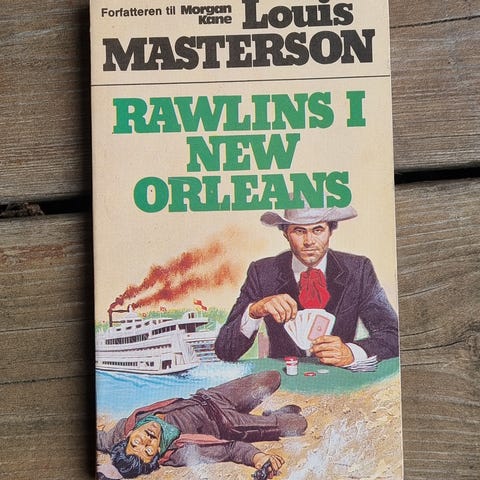 Forfatteren til Morgan Kane Louis
MASTERSON
RAWLINS I
NEW
ORLEANS